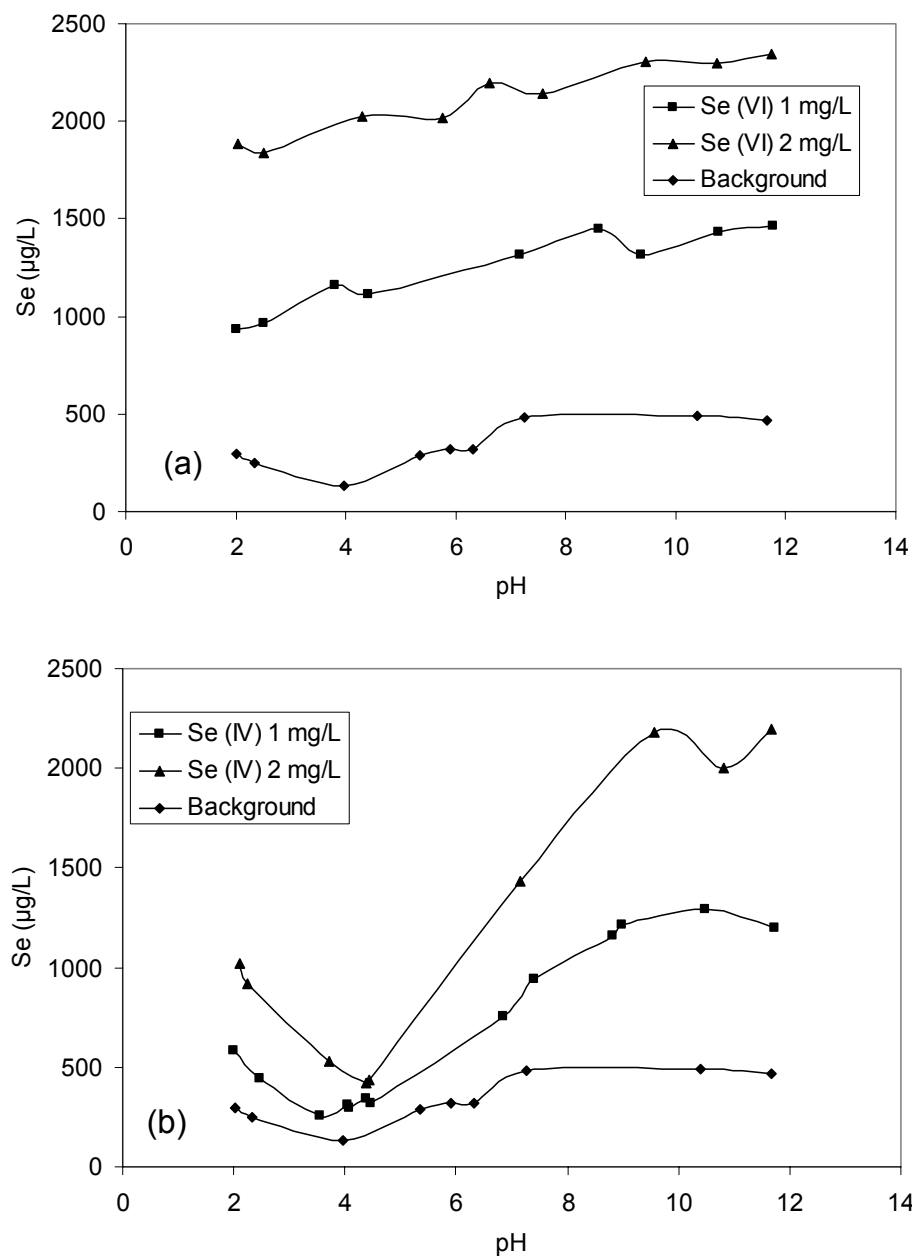 2500
2000
1500
1000
500
0
Se (µg/L)
Se (VI) 1 mg/L
Se (VI) 2 mg/L
Background
(a)
0 2 4 6 8 10 12 14
pH
2500
2000
1500
1000
500
0
Se (µg/L)
Se (IV) 1 mg/L
Se (IV) 2 mg/L
Background
(b)
0 2 4 6 8 10 12 14
pH